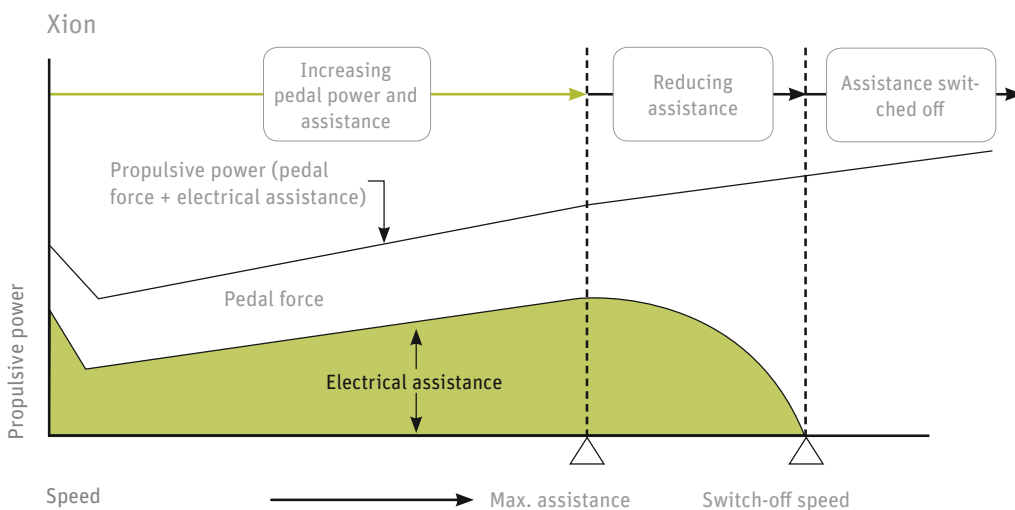 Xion
Increasing
pedal power and
assistance
Reducing
assistance
Assistance swit-
ched off
Propulsive power (pedal
force + electrical assistance)
Pedal force
Electrical assistance
Propulsive power
Speed
Max. assistance
Switch-off speed